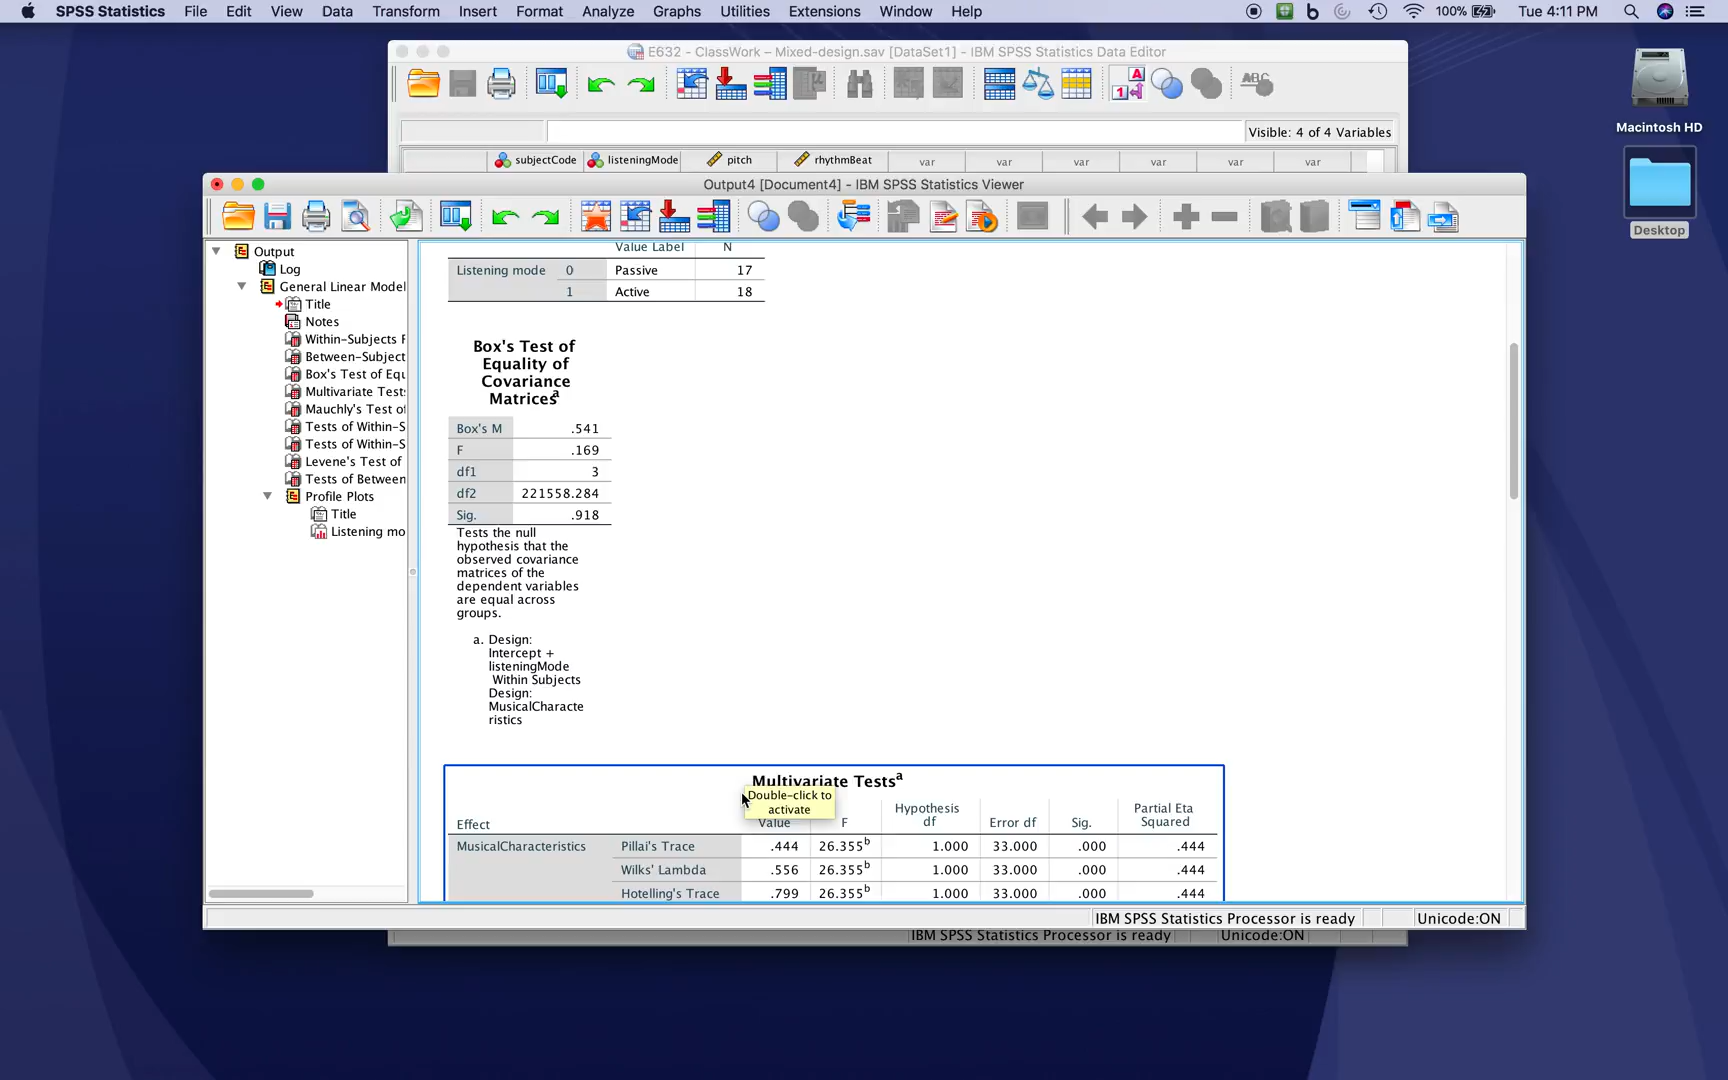 SPSS Statistics File Edit View Data Transform Insert Format Analyze Graphs Utilities Extensions Window Help 100% Tue 4:11 PM
E632 - ClassWork – Mixed-design.sav [DataSet1] - IBM SPSS Statistics Data Editor
Visible: 4 of 4 Variables
subjectCode listeningMode pitch rhythmBeat var var var var var var
Macintosh HD
Desktop
Output4 [Document4] - IBM SPSS Statistics Viewer
Output
Log
General Linear Model
Title
Notes
Within-Subjects F
Between-Subject
Box's Test of Equ
Multivariate Test
Mauchly's Test of
Tests of Within-S
Tests of Within-S
Levene's Test of
Tests of Between
Profile Plots
Title
Listening mo
Value Label N
Listening mode 0 Passive 17
1 Active 18
Box's Test of
Equality of
Covariance
Matricesa
Box's M .541
F .169
df1 3
df2 221558.284
Sig. .918
Tests the null
hypothesis that the
observed covariance
matrices of the
dependent variables
are equal across
groups.
a. Design:
Intercept +
listeningMode
Within Subjects
Design:
MusicalCharacte
ristics
Multivariate Testsa
Double-click to
activate
Effect Value F Hypothesis df Error df Sig. Partial Eta Squared
MusicalCharacteristics Pillai's Trace .444 26.355b 1.000 33.000 .000 .444
Wilks' Lambda .556 26.355b 1.000 33.000 .000 .444
Hotelling's Trace .799 26.355b 1.000 33.000 .000 .444
IBM SPSS Statistics Processor is ready Unicode:ON
IBM SPSS Statistics Processor is ready Unicode:ON